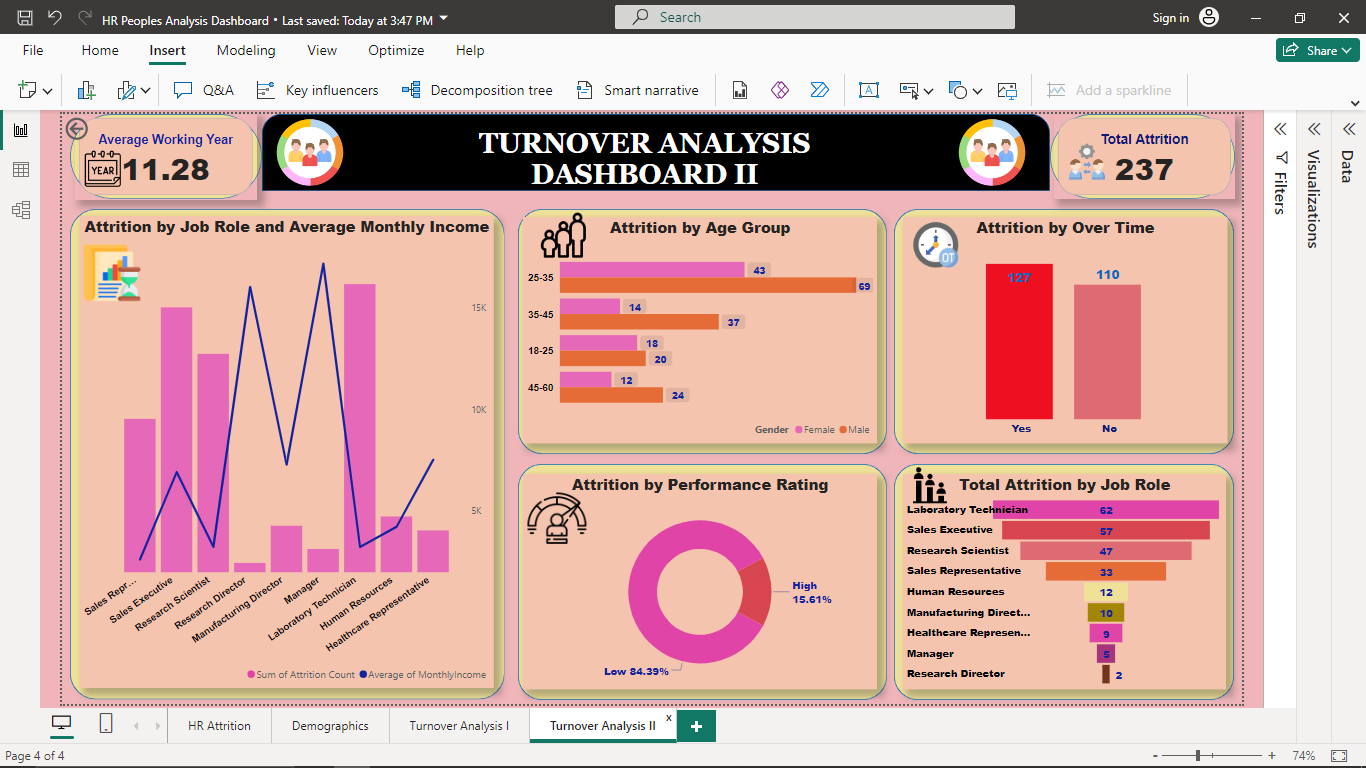 HR Peoples Analysis Dashboard • Last saved: Today at 3:47 PM
Search
Sign in
File Home Insert Modeling View Optimize Help
Share
Q&A Key influencers Decomposition tree Smart narrative
A
Add a sparkline
Average Working Year
YEAR 11.28
TURNOVER ANALYSIS
DASHBOARD II
Total Attrition
237
Filters
Visualizations
Data
Attrition by Job Role and Average Monthly Income
15K
10K
5K
Sales Repr...
Sales Executive
Research Scientist
Research Director
Manufacturing Director
Manager
Laboratory Technician
Human Resources
Healthcare Representative
Sum of Attrition Count Average of MonthlyIncome
Attrition by Age Group
25-35 43
69
35-45 14
37
18-25 18
20
45-60 12
24
Gender Female Male
Attrition by Over Time
OT
127 110
Yes No
Attrition by Performance Rating
High
15.61%
Low 84.39%
Total Attrition by Job Role
Laboratory Technician 62
Sales Executive 57
Research Scientist 47
Sales Representative 33
Human Resources 12
Manufacturing Direct... 10
Healthcare Represen... 9
Manager 5
Research Director 2
HR Attrition Demographics Turnover Analysis I Turnover Analysis II x +
Page 4 of 4
- + 74%